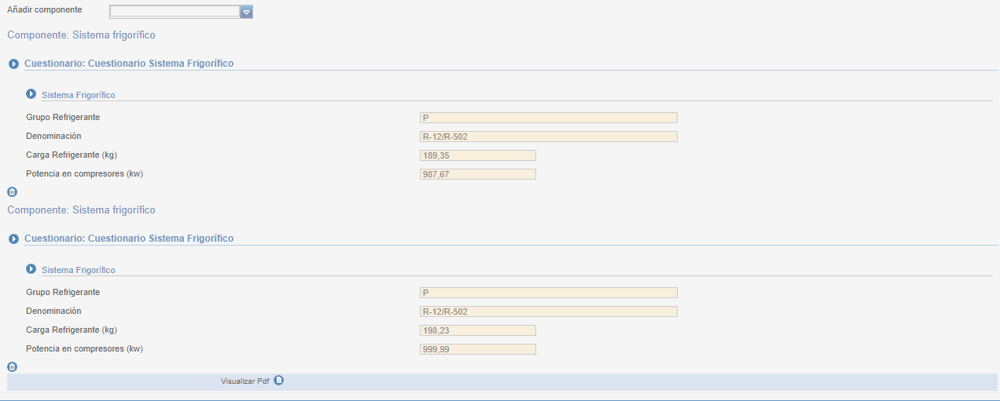 Añadir componente
Componente: Sistema frigorífico
Cuestionario: Cuestionario Sistema Frigorífico
Sistema Frigorífico
Grupo Refrigerante P
Denominación R-12/R-502
Carga Refrigerante (kg) 189,35
Potencia en compresores (kw) 987,67
Componente: Sistema frigorífico
Cuestionario: Cuestionario Sistema Frigorífico
Sistema Frigorífico
Grupo Refrigerante P
Denominación R-12/R-502
Carga Refrigerante (kg) 198,23
Potencia en compresores (kw) 999,99
Visualizar Pdf